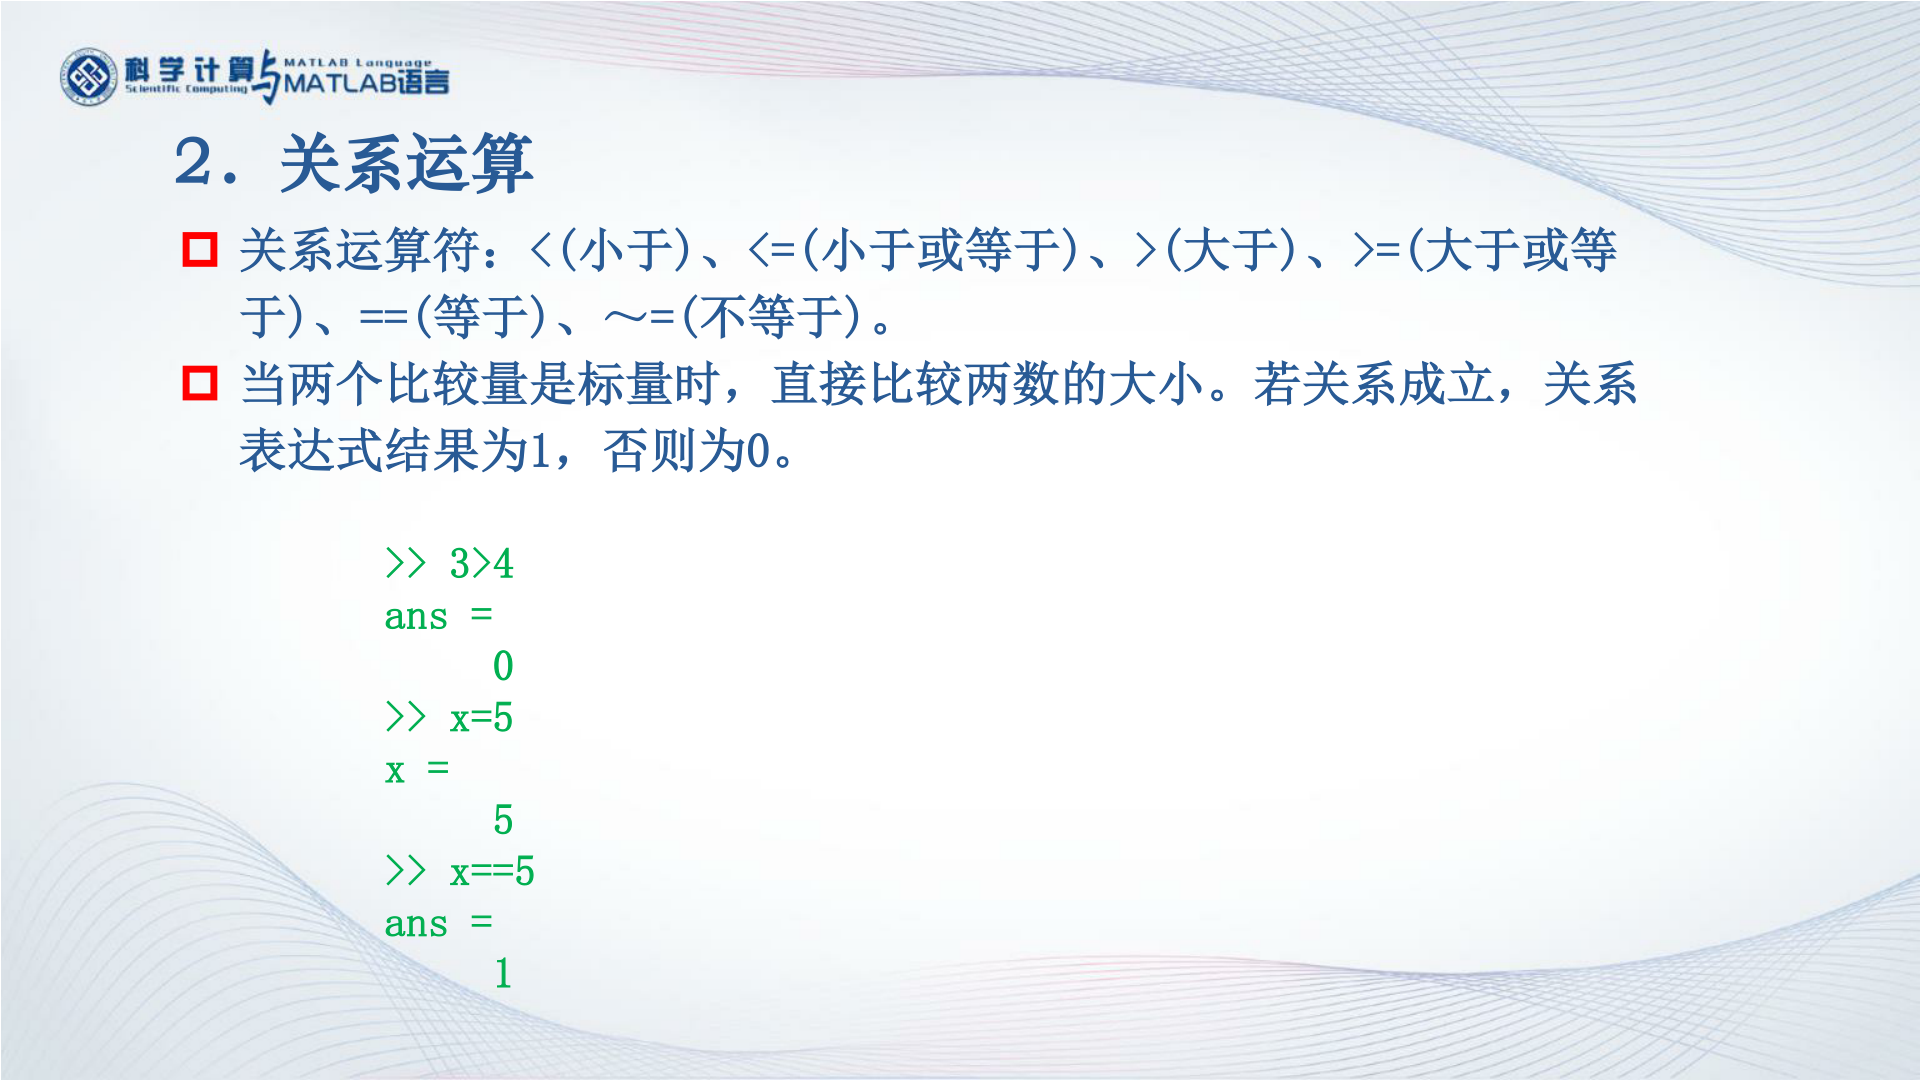 科学计算与MATLAB语言
MATLAB Language
Scientific Computing
2. 关系运算
关系运算符：<(小于)、<=(小于或等于)、>(大于)、>=(大于或等
于)、==(等于)、～=(不等于)。
当两个比较量是标量时，直接比较两数的大小。若关系成立，关系
表达式结果为1，否则为0。
>> 3>4
ans =
     0
>> x=5
x =
     5
>> x==5
ans =
     1